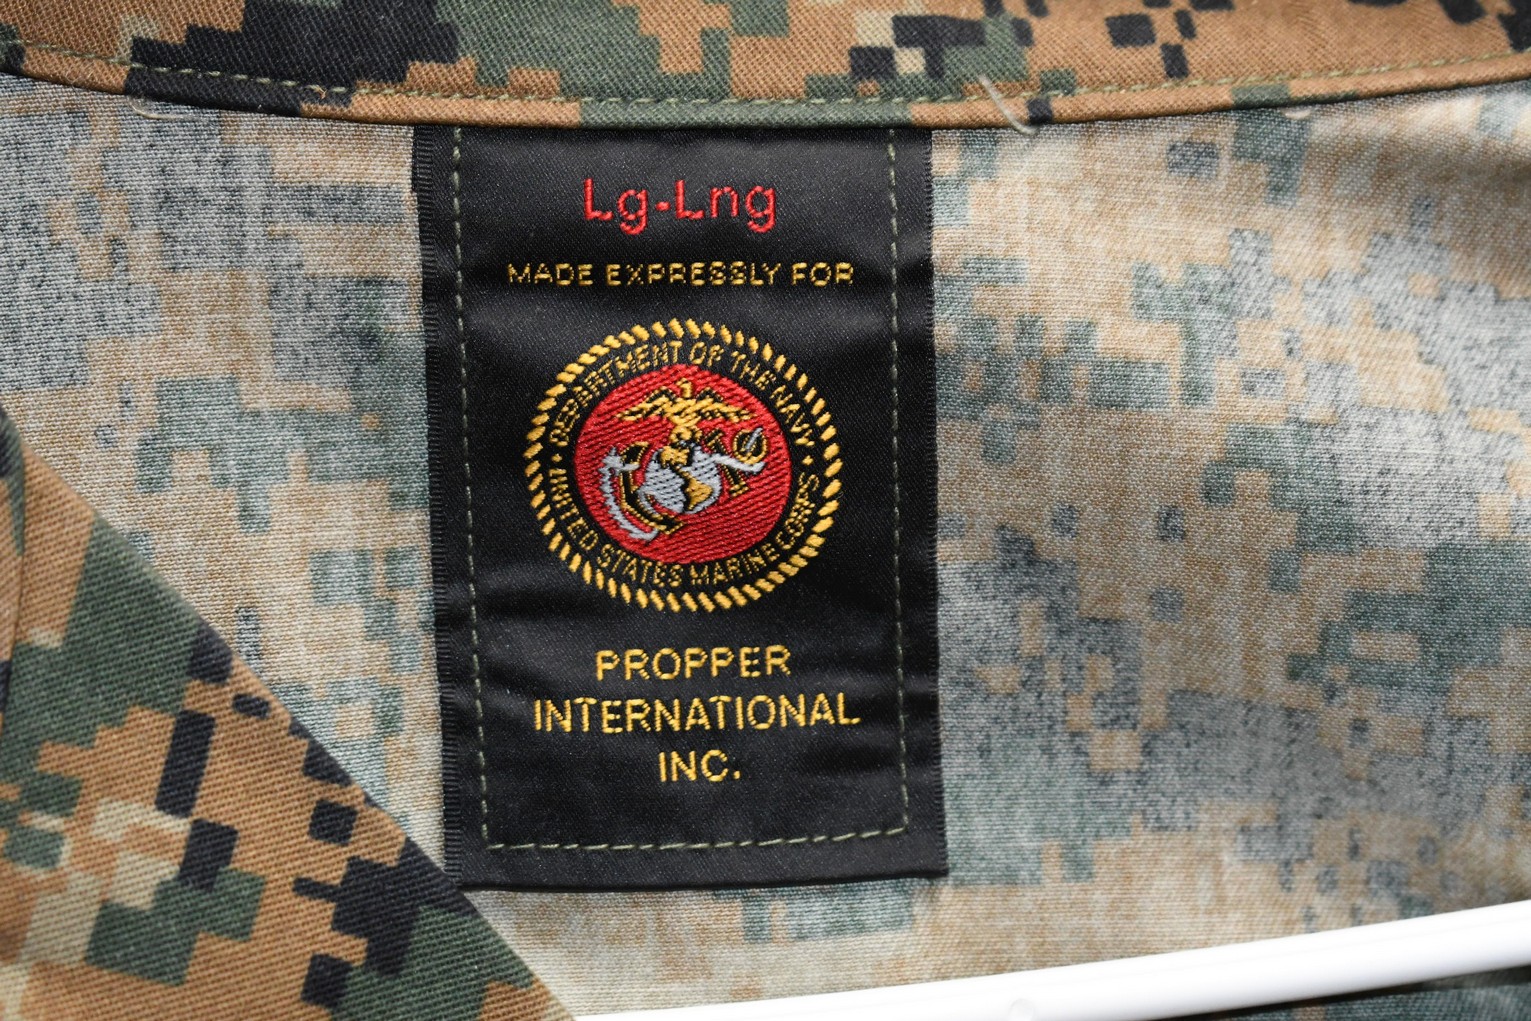 Lg-Lng
MADE EXPRESSLY FOR
DEPARTMENT OF THE NAVY
UNITED STATES MARINE CORPS
PROPPER
INTERNATIONAL
INC.